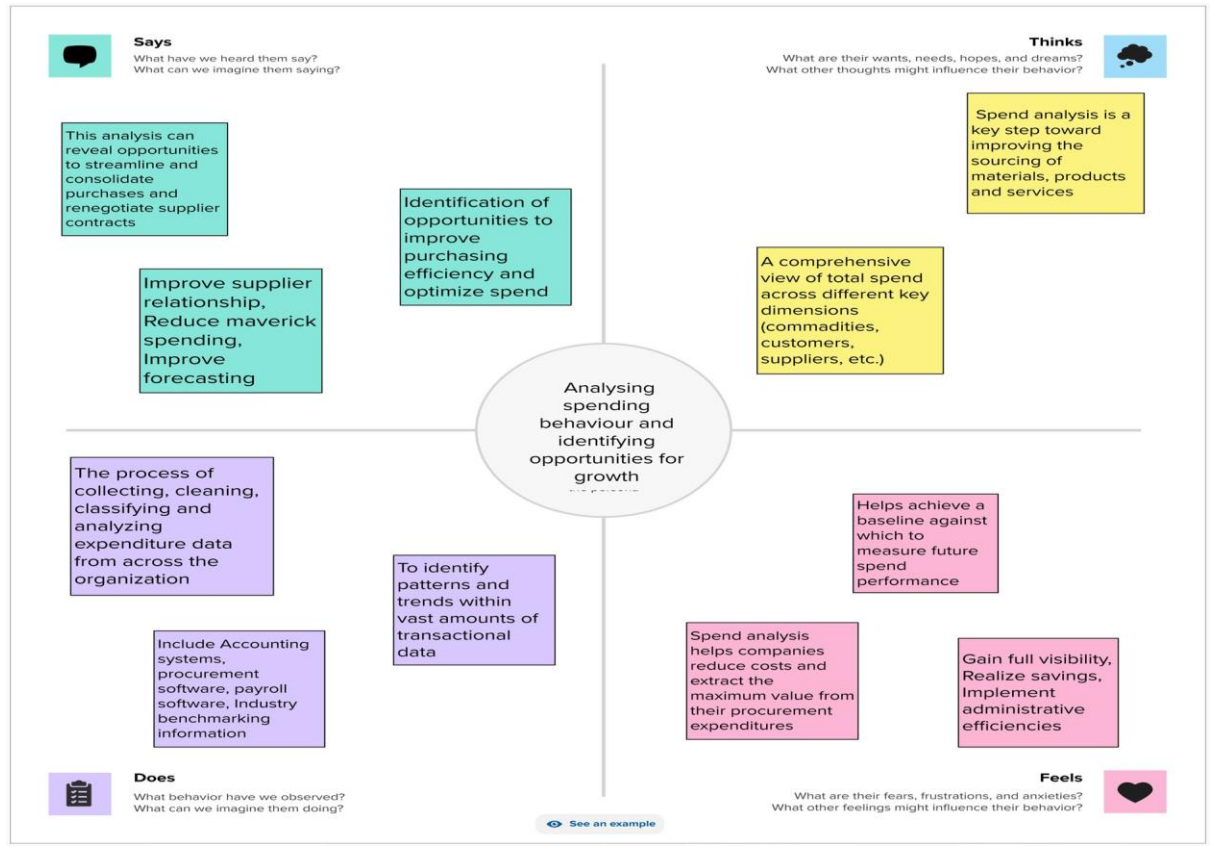 Says
What have we heard them say?
What can we imagine them saying?
This analysis can
reveal opportunities
to streamline and
consolidate
purchases and
renegotiate supplier
contracts
Identification of
opportunities to
improve
purchasing
efficiency and
optimize spend
Improve supplier
relationship,
Reduce maverick
spending,
Improve
forecasting
Thinks
What are their wants, needs, hopes, and dreams?
What other thoughts might influence their behavior?
Spend analysis is a
key step toward
improving the
sourcing of
materials, products
and services
A comprehensive
view of total spend
across different key
dimensions
(commadities,
customers,
suppliers, etc.)
Analysing
spending
behaviour and
identifying
opportunities for
growth
The process of
collecting, cleaning,
classifying and
analyzing
expenditure data
from across the
organization
To identify
patterns and
trends within
vast amounts of
transactional
data
Include Accounting
systems,
procurement
software, payroll
software, Industry
benchmarking
information
Does
What behavior have we observed?
What can we imagine them doing?
Helps achieve a
baseline against
which to
measure future
spend
performance
Spend analysis
helps companies
reduce costs and
extract the
maximum value from
their procurement
expenditures
Gain full visibility,
Realize savings,
Implement
administrative
efficiencies
Feels
What are their fears, frustrations, and anxieties?
What other feelings might influence their behavior?
See an example